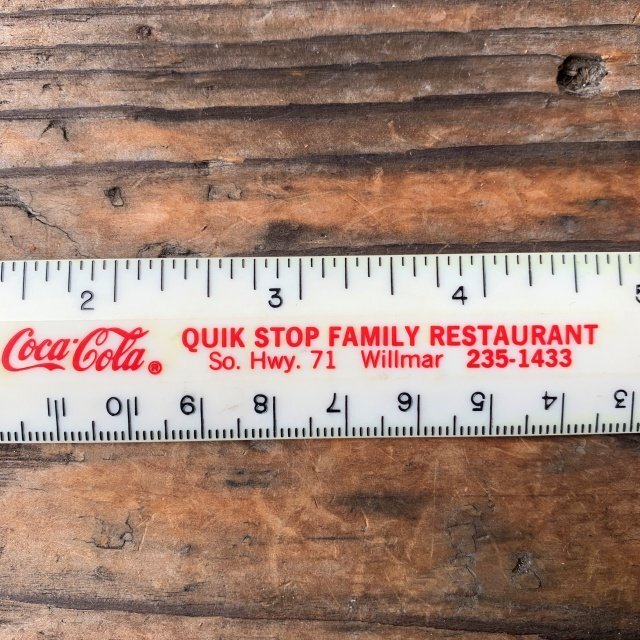 2 3 4 5
Coca-Cola®
QUIK STOP FAMILY RESTAURANT
So. Hwy. 71 Willmar 235-1433
11 10 9 8 7 6 5 4 3